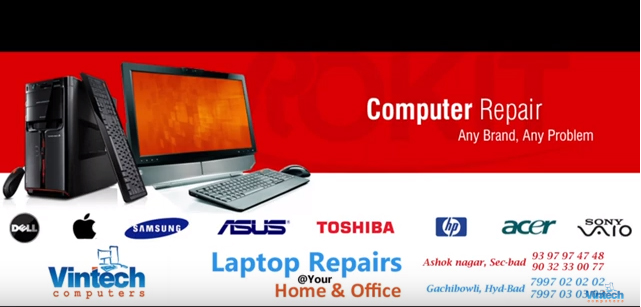 Computer Repair
Any Brand, Any Problem
DELL
SAMSUNG
ASUS
TOSHIBA
hp
acer
SONY
VAIO
Vintech
computers
Laptop Repairs
@Your
Home & Office
Ashok nagar, Sec-bad 93 97 97 47 48
90 32 33 00 77
Gachibowli, Hyd-Bad 7997 02 02 02
7997 03 03
Vintech